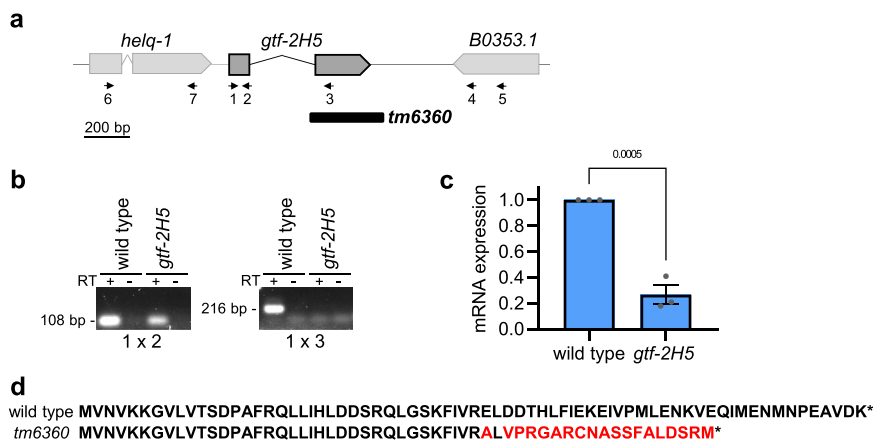 a
helq-1 gtf-2H5 B0353.1
6 7 1 2 3 4 5
200 bp
tm6360
b
wild type gtf-2H5 wild type gtf-2H5
RT + - + - RT + - + -
108 bp - 216 bp -
1 x 2 1 x 3
c
0.0005
mRNA expression
1.0
0.8
0.6
0.4
0.2
0.0
wild type gtf-2H5
d
wild type MVNVKKGVLVTSDPAFRQLLIHLDDSRQLGSKFIVRELDDTHLFIEKEIVPMLENKVEQIMENMNPEAVDK*
tm6360 MVNVKKGVLVTSDPAFRQLLIHLDDSRQLGSKFIVRALVPRGARCNASSFALDSRM*